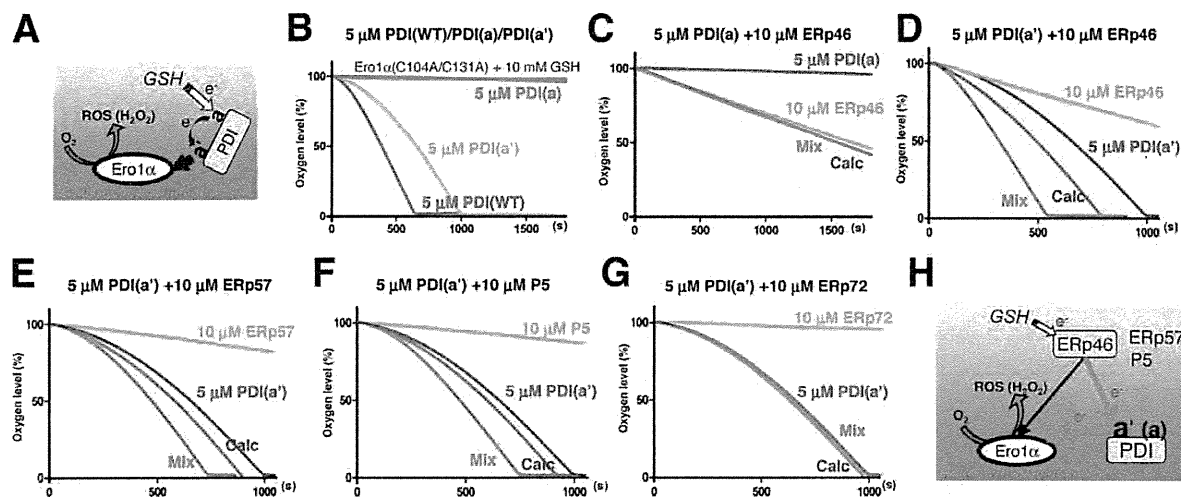 A
GSH
e-
ROS (H2O2)
e-
a
O2
a'
PDI
Ero1α
B
5 μM PDI(WT)/PDI(a)/PDI(a')
Ero1α(C104A/C131A) + 10 mM GSH
5 μM PDI(a)
5 μM PDI(a')
5 μM PDI(WT)
Oxygen level (%)
100
50
0
0 500 1000 1500 (s)
C
5 μM PDI(a) +10 μM ERp46
5 μM PDI(a)
10 μM ERp46
Mix
Calc
Oxygen level (%)
100
50
0
0 500 1000 1500 (s)
D
5 μM PDI(a') + 10 μM ERp46
10 μM ERp46
5 μM PDI(a')
Mix
Calc
Oxygen level (%)
100
50
0
0 500 1000 (s)
E
5 μM PDI(a') +10 μM ERp57
10 μM ERp57
5 μM PDI(a')
Calc
Mix
Oxygen level (%)
100
50
0
0 500 1000 (s)
F
5 μM PDI(a') +10 μM P5
10 μM P5
5 μM PDI(a')
Mix
Calc
Oxygen level (%)
100
50
0
0 500 1000 (s)
G
5 μM PDI(a') + 10 μM ERp72
10 μM ERp72
5 μM PDI(a')
Mix
Calc
Oxygen level (%)
100
50
0
0 500 1000 (s)
H
GSH
e-
ERp46
ERp57
P5
ROS (H2O2)
e-
e-
O2
Ero1α
a' (a)
PDI